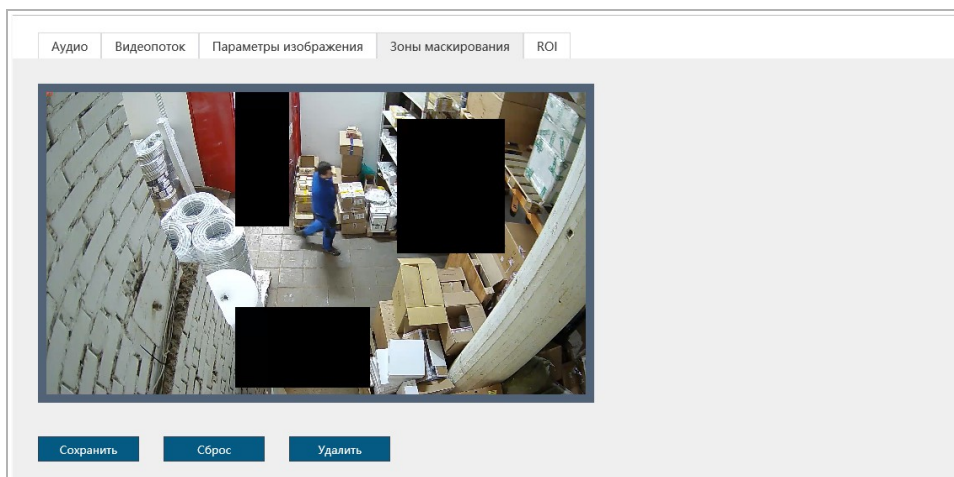 Аудио Видеопоток Параметры изображения Зоны маскирования ROI
Сохранить Сброс Удалить